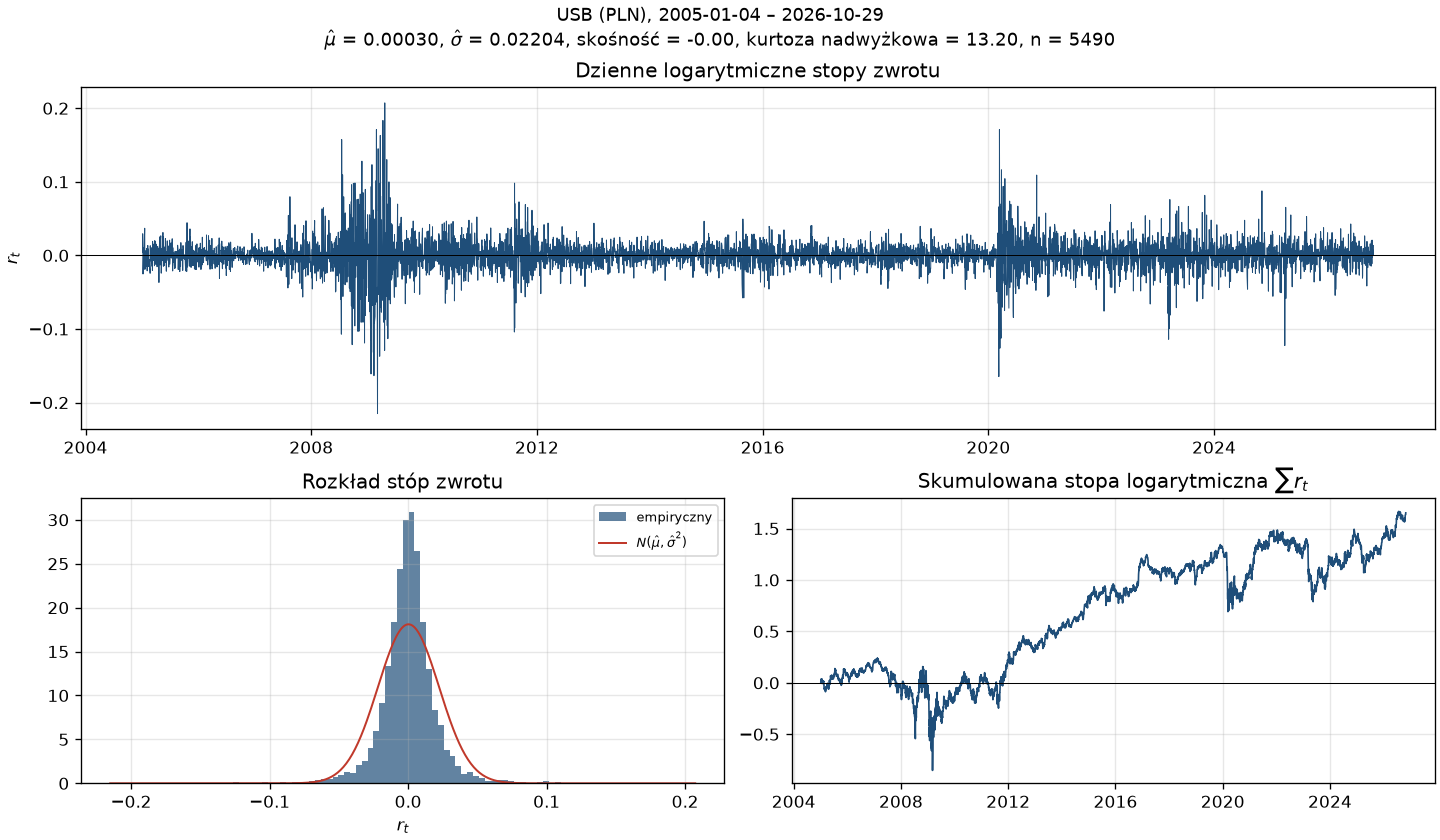 USB (PLN), 2005-01-04 – 2026-10-29
μ̂ = 0.00030, σ̂ = 0.02204, skośność = -0.00, kurtoza nadwyżkowa = 13.20, n = 5490
Dzienne logarytmiczne stopy zwrotu
0.2
0.1
0.0
−0.1
−0.2
r_t
2004 2008 2012 2016 2020 2024
Rozkład stóp zwrotu
30
25
20
15
10
5
0
empiryczny
N(μ̂, σ̂²)
−0.2 −0.1 0.0 0.1 0.2
r_t
Skumulowana stopa logarytmiczna ∑r_t
1.5
1.0
0.5
0.0
−0.5
2004 2008 2012 2016 2020 2024